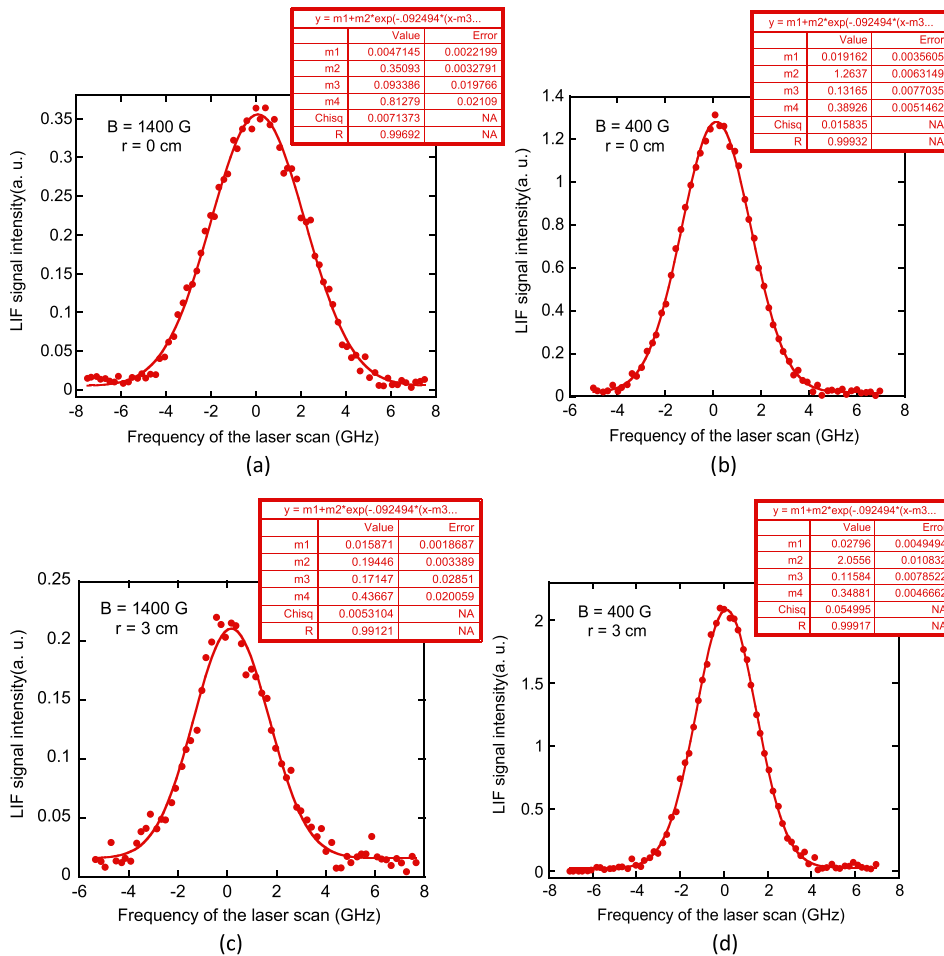 y = m1+m2*exp(-.092494*(x-m3...
Value Error
m1 0.0047145 0.0022199
m2 0.35093 0.0032791
m3 0.093386 0.019766
m4 0.81279 0.02109
Chisq 0.0071373 NA
R 0.99692 NA
B = 1400 G
r = 0 cm
LIF signal intensity(a. u.)
0.35
0.3
0.25
0.2
0.15
0.1
0.05
0
-8 -6 -4 -2 0 2 4 6 8
Frequency of the laser scan (GHz)
(a)
y = m1+m2*exp(-.092494*(x-m3...
Value Error
m1 0.019162 0.0035605
m2 1.2637 0.0063149
m3 0.13165 0.0077035
m4 0.38926 0.0051462
Chisq 0.015835 NA
R 0.99932 NA
B = 400 G
r = 0 cm
LIF signal intensity(a. u.)
1.4
1.2
1.0
0.8
0.6
0.4
0.2
0
-6 -4 -2 0 2 4 6 8
Frequency of the laser scan (GHz)
(b)
y = m1+m2*exp(-.092494*(x-m3...
Value Error
m1 0.015871 0.0018687
m2 0.19446 0.003389
m3 0.17147 0.02851
m4 0.43667 0.020059
Chisq 0.0053104 NA
R 0.99121 NA
B = 1400 G
r = 3 cm
LIF signal intensity(a. u.)
0.25
0.2
0.15
0.1
0.05
0
-6 -4 -2 0 2 4 6 8
Frequency of the laser scan (GHz)
(c)
y = m1+m2*exp(-.092494*(x-m3...
Value Error
m1 0.02796 0.0049494
m2 2.0556 0.010832
m3 0.11584 0.0078522
m4 0.34881 0.0046662
Chisq 0.054995 NA
R 0.99917 NA
B = 400 G
r = 3 cm
LIF signal intensity(a. u.)
2
1.5
1
0.5
0
-8 -6 -4 -2 0 2 4 6 8
Frequency of the laser scan (GHz)
(d)